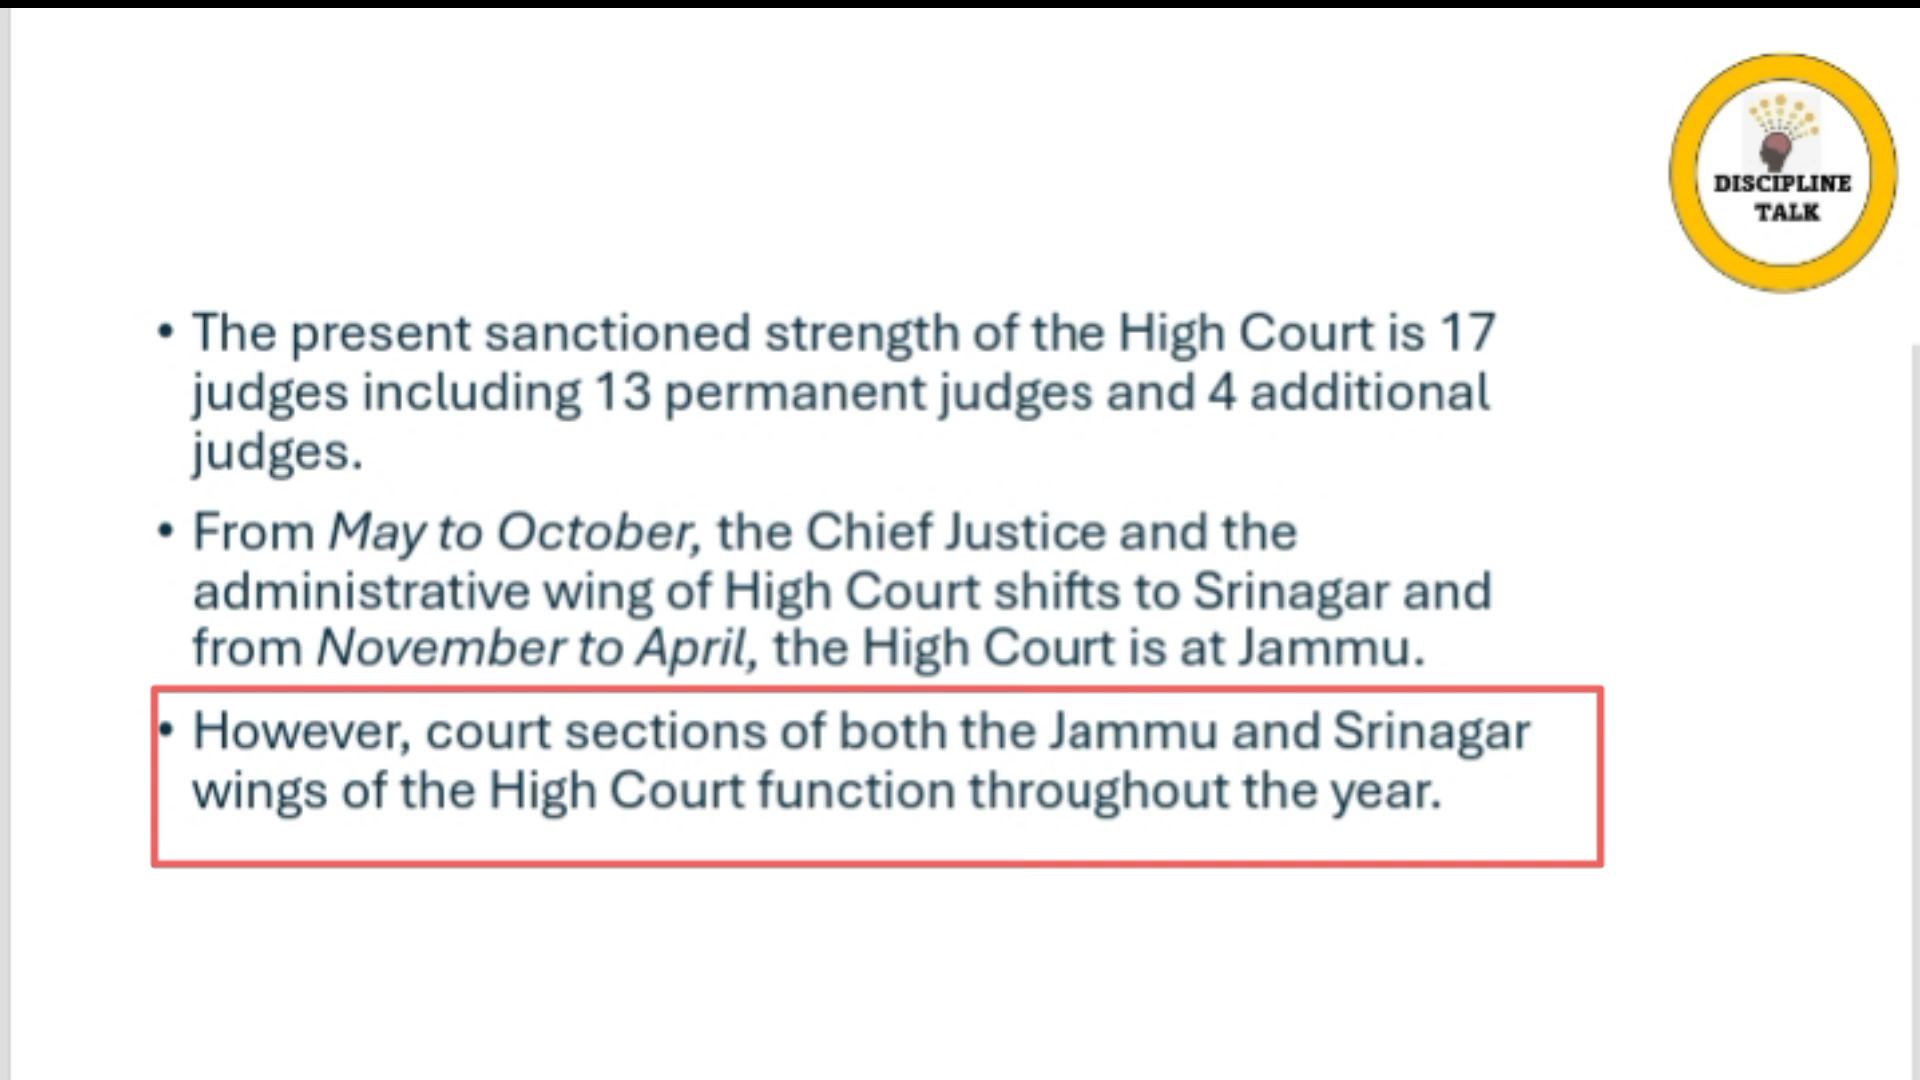 DISCIPLINE
TALK
• The present sanctioned strength of the High Court is 17
judges including 13 permanent judges and 4 additional
judges.
• From May to October, the Chief Justice and the
administrative wing of High Court shifts to Srinagar and
from November to April, the High Court is at Jammu.
• However, court sections of both the Jammu and Srinagar
wings of the High Court function throughout the year.